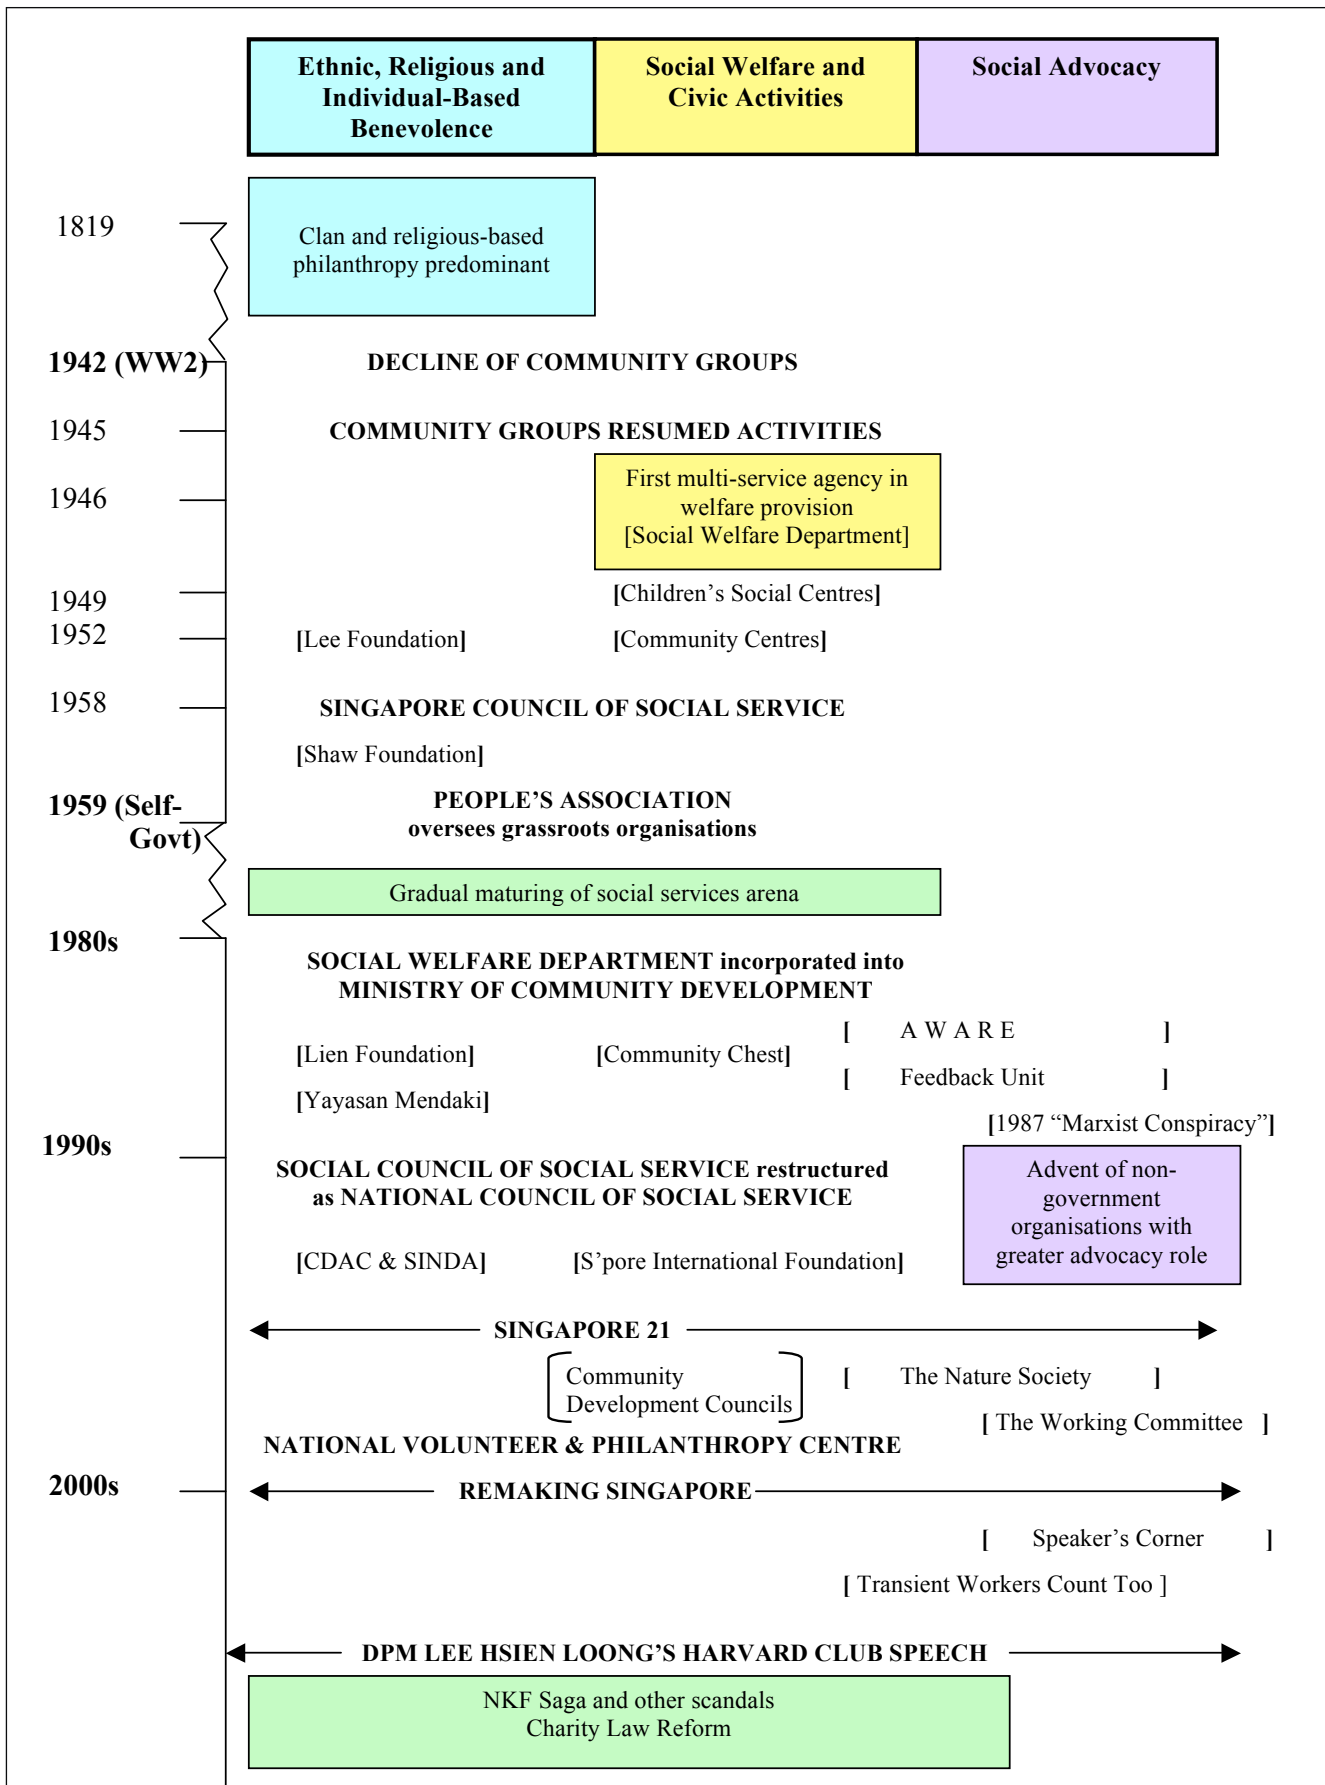 Ethnic, Religious and
Individual-Based
Benevolence
Social Welfare and
Civic Activities
Social Advocacy
1819
Clan and religious-based
philanthropy predominant
1942 (WW2)
DECLINE OF COMMUNITY GROUPS
1945
COMMUNITY GROUPS RESUMED ACTIVITIES
1946
First multi-service agency in
welfare provision
[Social Welfare Department]
1949
[Children’s Social Centres]
1952
[Lee Foundation]
[Community Centres]
1958
SINGAPORE COUNCIL OF SOCIAL SERVICE
[Shaw Foundation]
1959 (Self-
Govt)
PEOPLE’S ASSOCIATION
oversees grassroots organisations
Gradual maturing of social services arena
1980s
SOCIAL WELFARE DEPARTMENT incorporated into
MINISTRY OF COMMUNITY DEVELOPMENT
[ A W A R E ]
[Lien Foundation]
[Community Chest]
[ Feedback Unit ]
[Yayasan Mendaki]
[1987 “Marxist Conspiracy”]
1990s
SOCIAL COUNCIL OF SOCIAL SERVICE restructured
as NATIONAL COUNCIL OF SOCIAL SERVICE
Advent of non-
government
organisations with
greater advocacy role
[CDAC & SINDA]
[S’pore International Foundation]
SINGAPORE 21
Community
Development Councils
[ The Nature Society ]
[ The Working Committee ]
NATIONAL VOLUNTEER & PHILANTHROPY CENTRE
2000s
REMAKING SINGAPORE
[ Speaker’s Corner ]
[ Transient Workers Count Too ]
DPM LEE HSIEN LOONG’S HARVARD CLUB SPEECH
NKF Saga and other scandals
Charity Law Reform